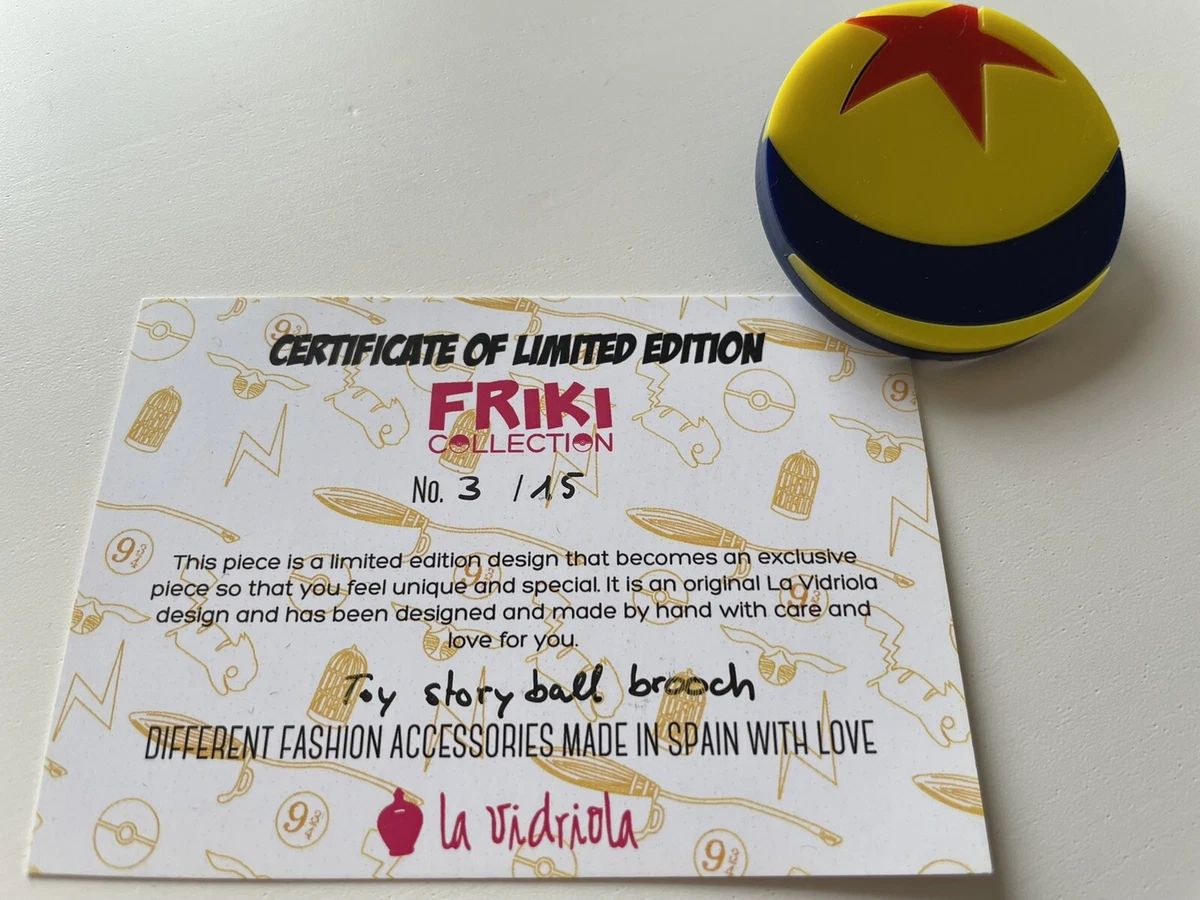 CERTIFICATE OF LIMITED EDITION
FRIKI
COLLECTION
No. 3 / 15
This piece is a limited edition design that becomes an exclusive
piece so that you feel unique and special. It is an original La Vidriola
design and has been designed and made by hand with care and
love for you.
Toy story ball brooch
DIFFERENT FASHION ACCESSORIES MADE IN SPAIN WITH LOVE
la vidriola